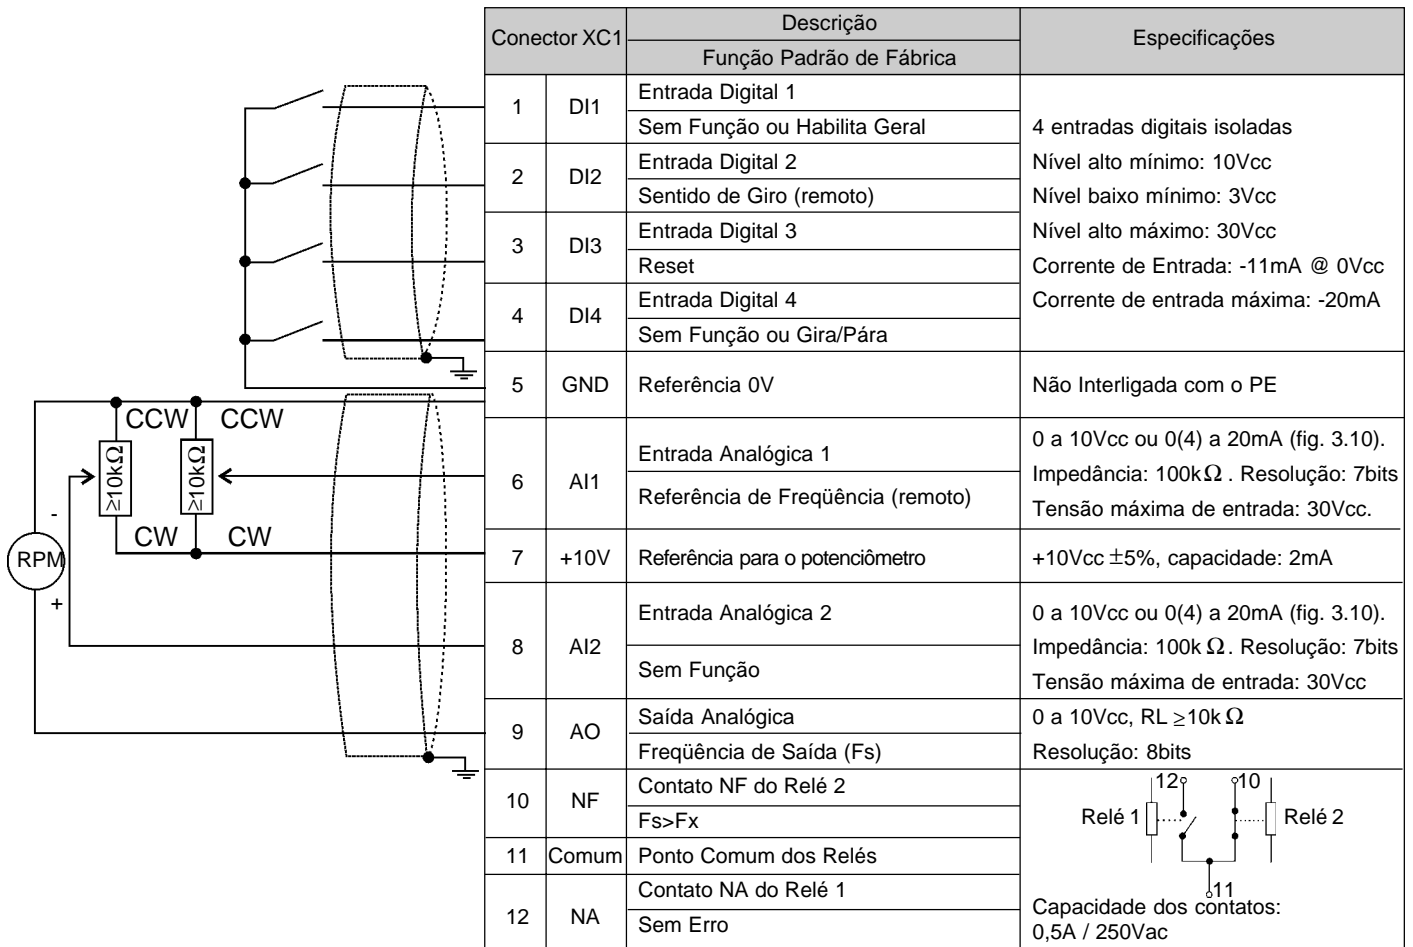 Conector XC1
Descrição
Função Padrão de Fábrica
Especificações
1
DI1
Entrada Digital 1
Sem Função ou Habilita Geral
2
DI2
Entrada Digital 2
Sentido de Giro (remoto)
3
DI3
Entrada Digital 3
Reset
4
DI4
Entrada Digital 4
Sem Função ou Gira/Pára
4 entradas digitais isoladas
Nível alto mínimo: 10Vcc
Nível baixo mínimo: 3Vcc
Nível alto máximo: 30Vcc
Corrente de Entrada: -11mA @ 0Vcc
Corrente de entrada máxima: -20mA
5
GND
Referência 0V
Não Interligada com o PE
CCW
CCW
≥10kΩ
≥10kΩ
CW
CW
-
RPM
+
6
AI1
Entrada Analógica 1
Referência de Freqüência (remoto)
0 a 10Vcc ou 0(4) a 20mA (fig. 3.10).
Impedância: 100kΩ . Resolução: 7bits
Tensão máxima de entrada: 30Vcc.
7
+10V
Referência para o potenciômetro
+10Vcc ±5%, capacidade: 2mA
8
AI2
Entrada Analógica 2
Sem Função
0 a 10Vcc ou 0(4) a 20mA (fig. 3.10).
Impedância: 100k Ω . Resolução: 7bits
Tensão máxima de entrada: 30Vcc
9
AO
Saída Analógica
Freqüência de Saída (Fs)
0 a 10Vcc, RL ≥10k Ω
Resolução: 8bits
10
NF
Contato NF do Relé 2
Fs>Fx
11
Comum
Ponto Comum dos Relés
12
NA
Contato NA do Relé 1
Sem Erro
12
10
Relé 1
Relé 2
11
Capacidade dos contatos:
0,5A / 250Vac